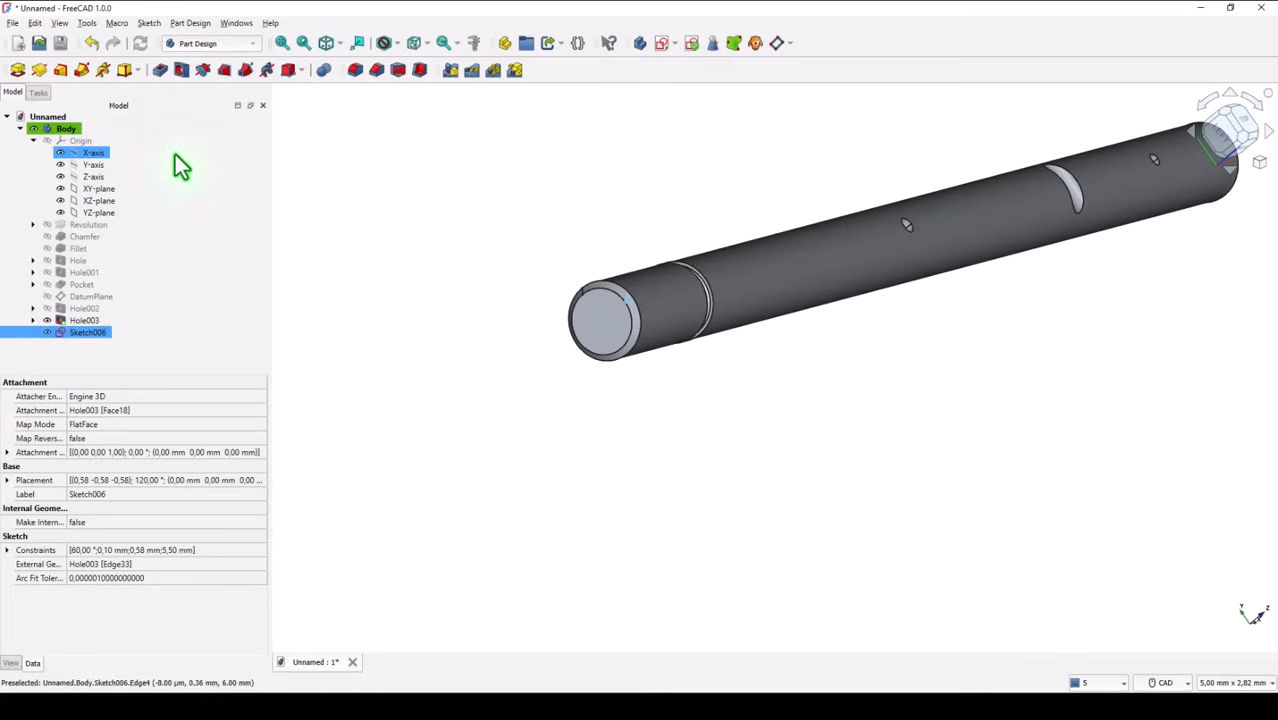 * Unnamed - FreeCAD 1.0.0
File Edit View Tools Macro Sketch Part Design Windows Help
Part Design
Model Tasks
Model
Unnamed
Body
Origin
X-axis
Y-axis
Z-axis
XY-plane
XZ-plane
YZ-plane
Revolution
Chamfer
Fillet
Hole
Hole001
Pocket
DatumPlane
Hole002
Hole003
Sketch006
Attachment
Attacher En... Engine 3D
Attachment ... Hole003 [Face18]
Map Mode FlatFace
Map Revers... false
Attachment ... [(0,00 0,00 1,00); 0,00 °; (0,00 mm 0,00 mm 0,00 mm)]
Base
Placement [(0,58 -0,58 -0,58); 120,00 °; (0,00 mm 0,00 mm 0,00 ...
Label Sketch006
Internal Geome...
Make Intern... false
Sketch
Constraints [60,00 °;0,10 mm;0,58 mm;5,50 mm]
External Ge... Hole003 [Edge33]
Arc Fit Toler... 0,0000010000000000
View Data
Unnamed : 1*
Preselected: Unnamed.Body.Sketch006.Edge4 (-8.00 µm, 0.36 mm, 6.00 mm)
5
CAD
5,00 mm x 2,82 mm
Y
Z